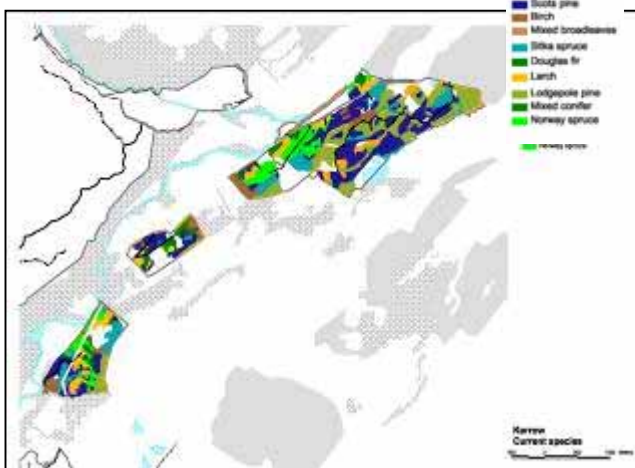 Scots pine
Birch
Mixed broadleaves
Sitka spruce
Douglas fir
Larch
Lodgepole pine
Mixed conifer
Norway spruce
Norway spruce
Current species